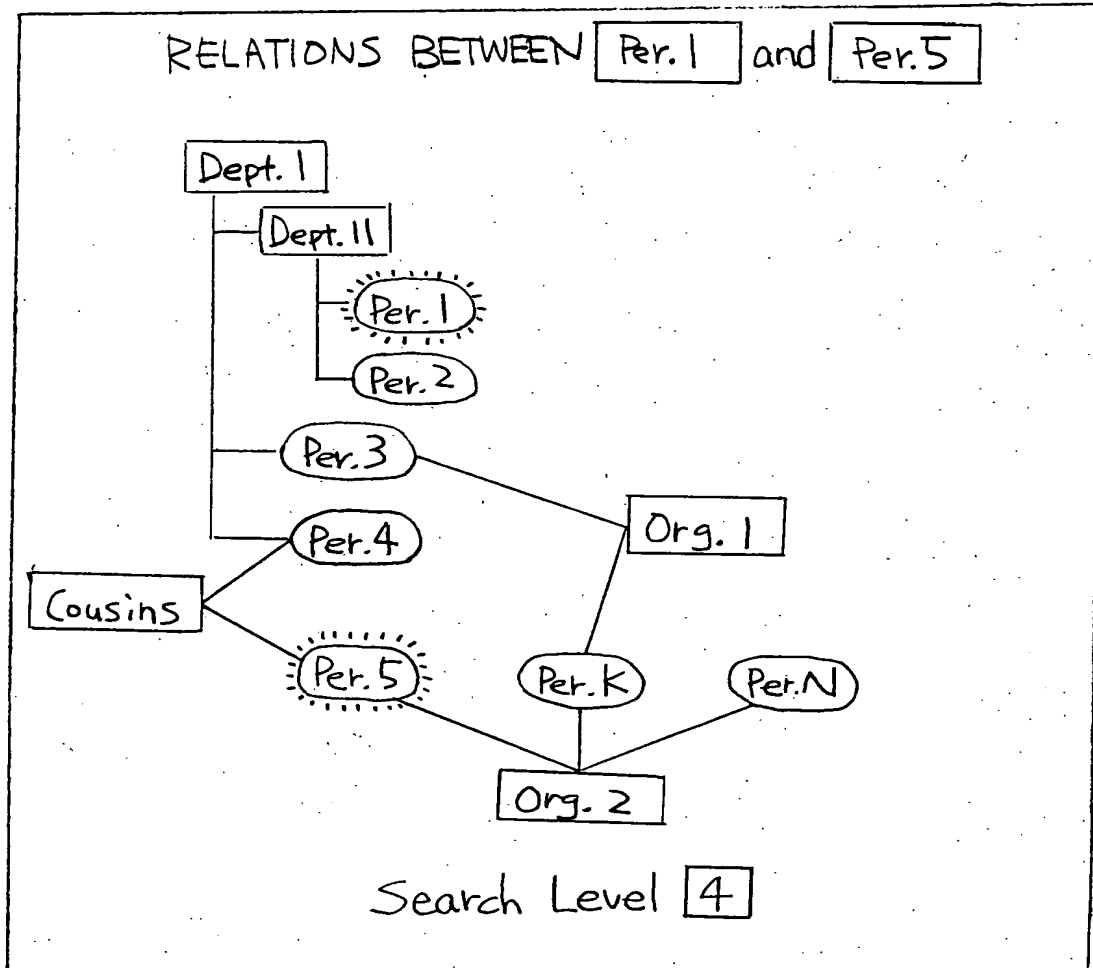 RELATIONS BETWEEN Per.1 and Per.5
Dept. 1
Dept. 11
Per.1
Per.2
Per.3
Org. 1
Per.4
Cousins
Per.5
Per.K
Per.N
Org. 2
Search Level 4